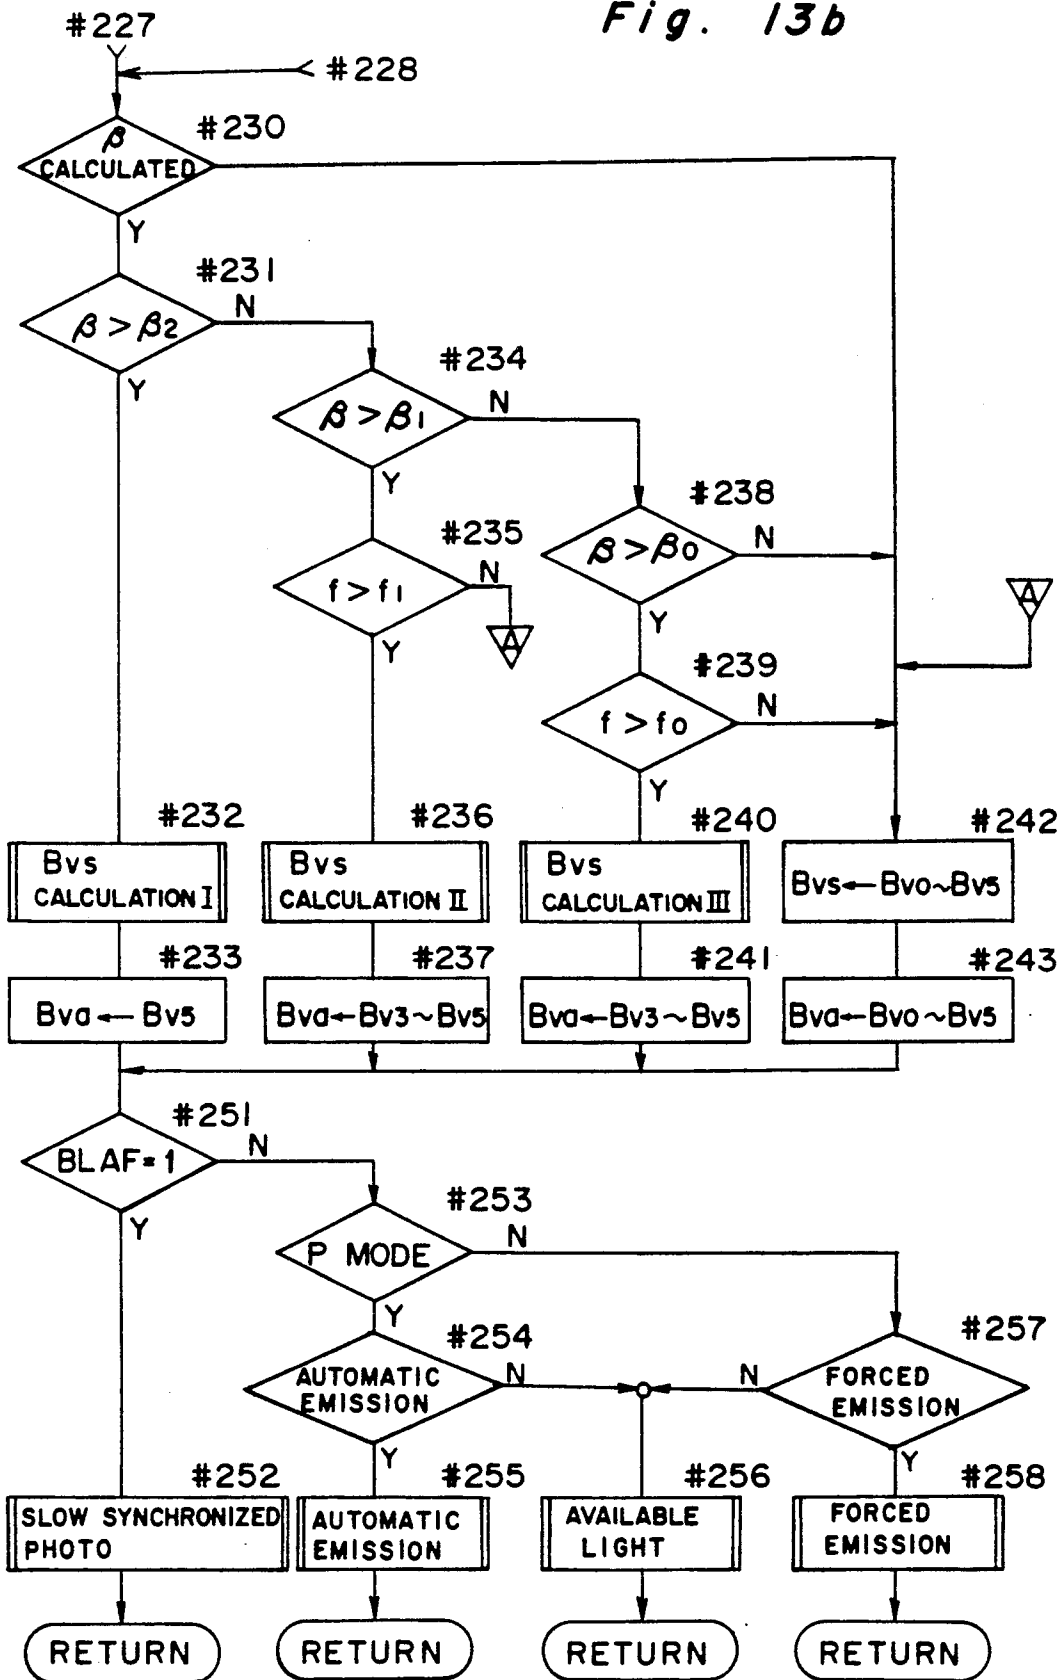 Fig. 13b
#227
#228
β
CALCULATED
#230
Y
#231
N
β > β2
Y
#234
N
β > β1
Y
#235
N
f > f1
Y
A
#238
N
β > β0
Y
A
#239
N
f > f0
Y
#232
Bvs
CALCULATION I
#236
Bvs
CALCULATION II
#240
Bvs
CALCULATION III
#242
Bvs←Bv0~Bv5
#233
Bva ← Bv5
#237
Bva←Bv3~Bv5
#241
Bva←Bv3~Bv5
#243
Bva←Bv0~Bv5
#251
N
BLAF=1
Y
#253
N
P MODE
Y
#254
N
AUTOMATIC
EMISSION
Y
#257
N
FORCED
EMISSION
Y
#252
SLOW SYNCHRONIZED
PHOTO
#255
AUTOMATIC
EMISSION
#256
AVAILABLE
LIGHT
#258
FORCED
EMISSION
RETURN
RETURN
RETURN
RETURN